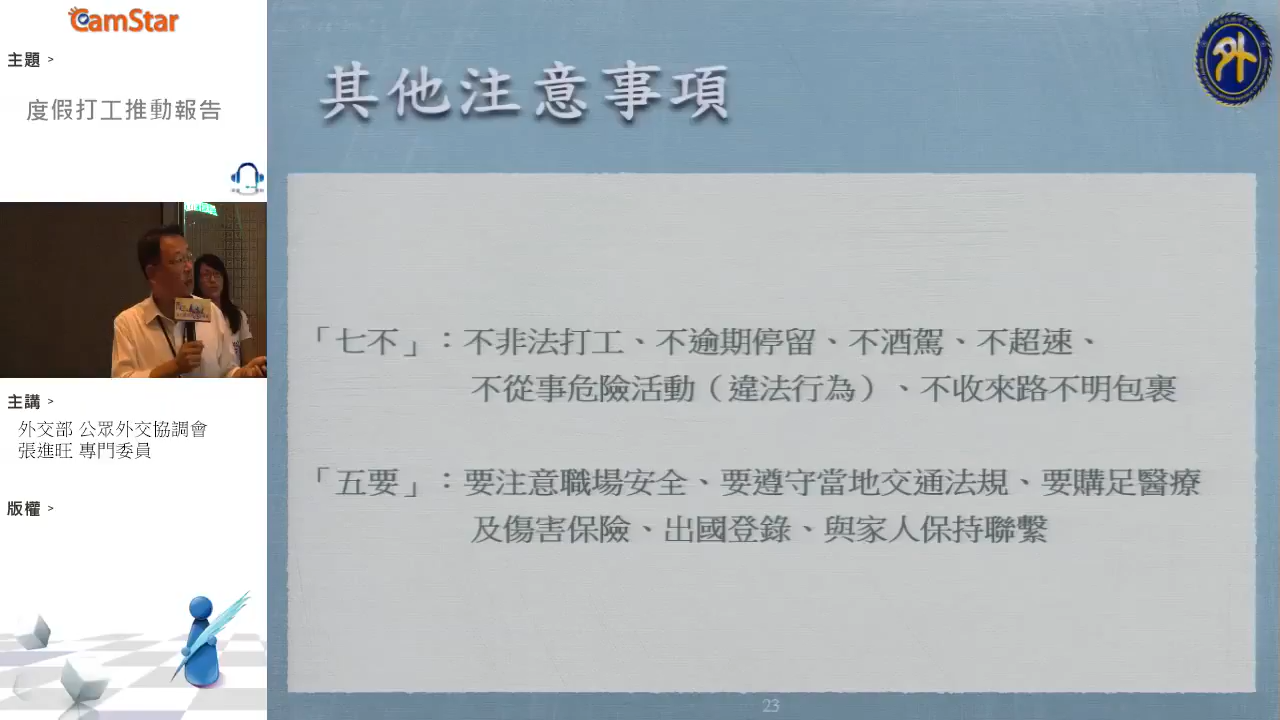 CamStar
主題 >
度假打工推動報告
主講 >
外交部 公眾外交協調會
張進旺 專門委員
版權 >
其他注意事項
「七不」：不非法打工、不逾期停留、不酒駕、不超速、
不從事危險活動（違法行為）、不收來路不明包裹
「五要」：要注意職場安全、要遵守當地交通法規、要購足醫療
及傷害保險、出國登錄、與家人保持聯繫
23